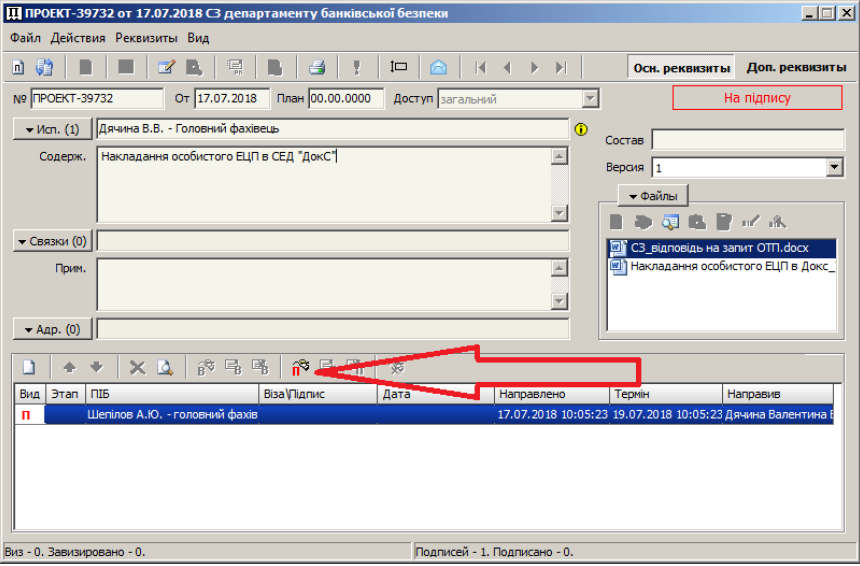 ПРОЕКТ-39732 от 17.07.2018 СЗ департаменту банківської безпеки
Файл Действия Реквизиты Вид
Осн. реквизиты Доп. реквизиты
№ ПРОЕКТ-39732 От 17.07.2018 План 00.00.0000 Доступ загальний На підпису
Исп. (1) Дячина В.В. - Головний фахівець
Состав
Содерж. Накладання особистого ЕЦП в СЕД "ДокС"
Версия 1
Файлы
Связки (0)
СЗ_відповідь на запит ОТП.docx
Накладання особистого ЕЦП в Докс_
Прим.
Адр. (0)
Вид Этап ПІБ Віза\Підпис Дата Направлено Термін Направив
П Шепілов А.Ю. - головний фахів 17.07.2018 10:05:23 19.07.2018 10:05:23 Дячина Валентина В
Виз - 0. Завизировано - 0. Подписей - 1. Подписано - 0.